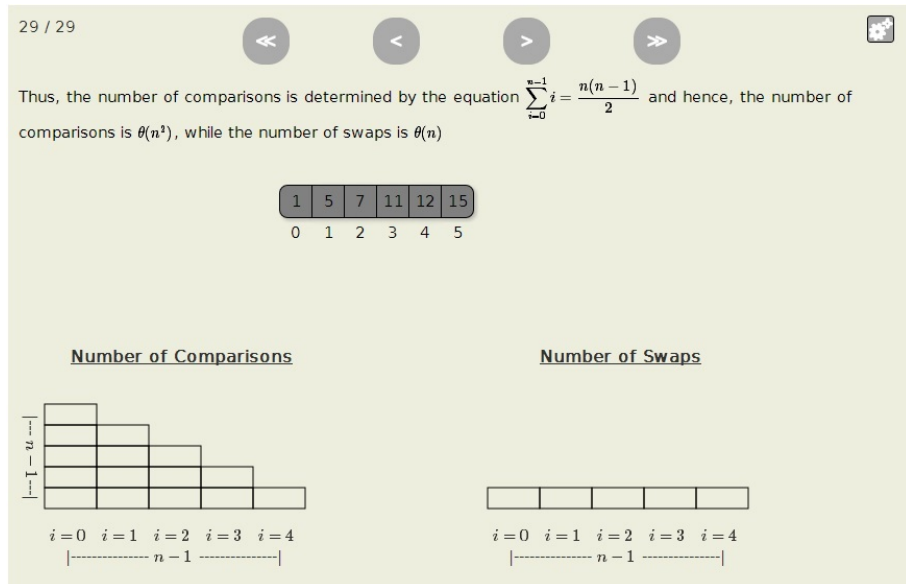 29 / 29
≪ < > ≫
Thus, the number of comparisons is determined by the equation \sum_{i=0}^{n-1} i = \frac{n(n-1)}{2} and hence, the number of
comparisons is θ(n²), while the number of swaps is θ(n)
1 5 7 11 12 15
0 1 2 3 4 5
Number of Comparisons
Number of Swaps
|--- n − 1 ---|
i = 0 i = 1 i = 2 i = 3 i = 4
|--------------- n − 1 ---------------|
i = 0 i = 1 i = 2 i = 3 i = 4
|--------------- n − 1 ---------------|